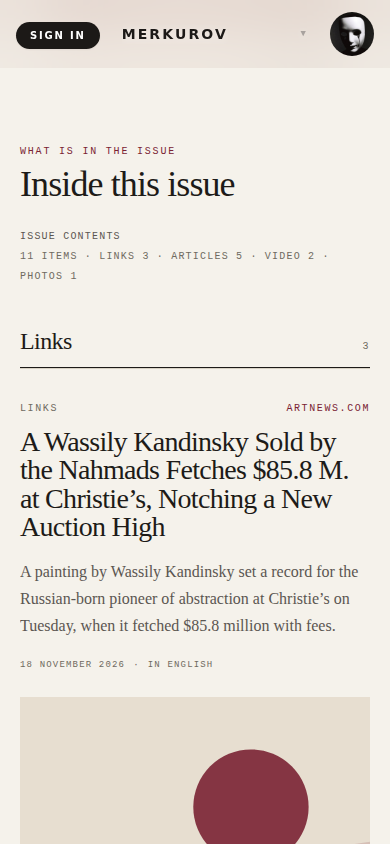 SIGN IN
MERKUROV
WHAT IS IN THE ISSUE
Inside this issue
ISSUE CONTENTS
11 ITEMS · LINKS 3 · ARTICLES 5 · VIDEO 2 ·
PHOTOS 1
Links
3
LINKS
ARTNEWS.COM
A Wassily Kandinsky Sold by
the Nahmads Fetches $85.8 M.
at Christie’s, Notching a New
Auction High
A painting by Wassily Kandinsky set a record for the
Russian-born pioneer of abstraction at Christie’s on
Tuesday, when it fetched $85.8 million with fees.
18 NOVEMBER 2026 · IN ENGLISH